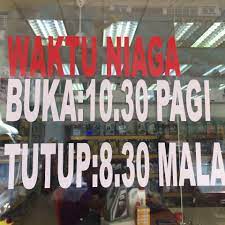 WAKTU NIAGA
BUKA:10.30 PAGI
TUTUP:8.30 MALA